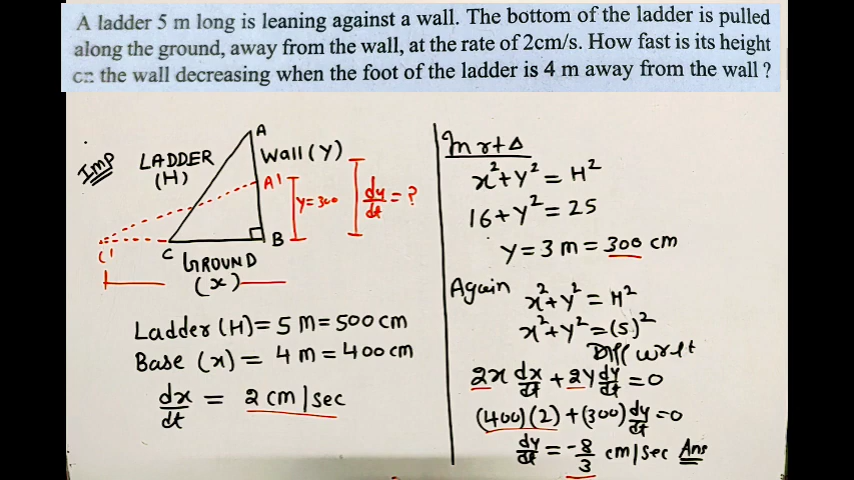 A ladder 5 m long is leaning against a wall. The bottom of the ladder is pulled
along the ground, away from the wall, at the rate of 2cm/s. How fast is its height
on the wall decreasing when the foot of the ladder is 4 m away from the wall ?
IMP
LADDER
(H)
A
Wall (Y)
A'
y = 300
dy/dt = ?
C'
C
B
GROUND
(x)
Ladder (H) = 5 m = 500 cm
Base (x) = 4 m = 400 cm
dx/dt = 2 cm/sec
In rt Δ
x² + y² = H²
16 + y² = 25
y = 3 m = 300 cm
Again x² + y² = H²
x² + y² = (5)²
Diff w.r.t
2x dx/dt + 2y dy/dt = 0
(400)(2) + (300) dy/dt = 0
dy/dt = -8/3 cm/sec Ans